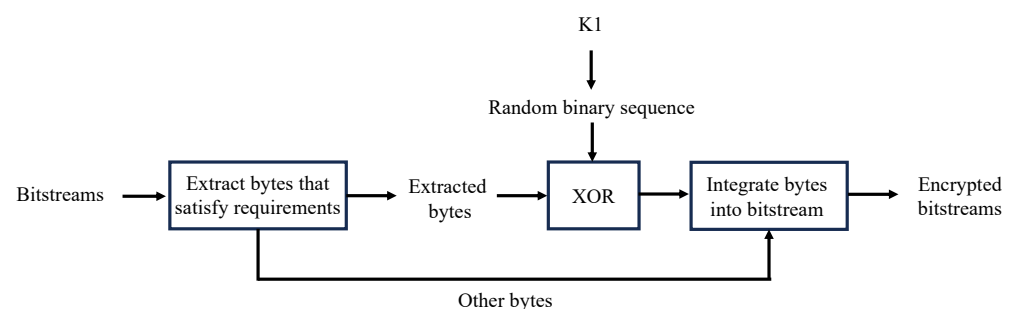 K1
Random binary sequence
Bitstreams
Extract bytes that
satisfy requirements
Extracted
bytes
XOR
Integrate bytes
into bitstream
Encrypted
bitstreams
Other bytes